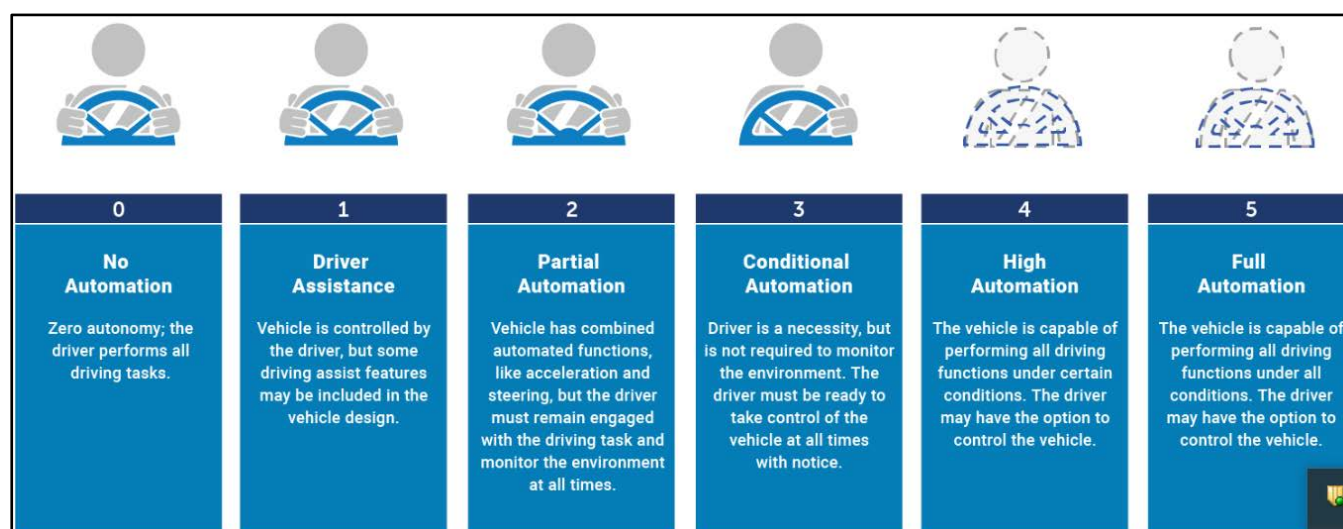 0
No
Automation
Zero autonomy; the
driver performs all
driving tasks.
1
Driver
Assistance
Vehicle is controlled by
the driver, but some
driving assist features
may be included in the
vehicle design.
2
Partial
Automation
Vehicle has combined
automated functions,
like acceleration and
steering, but the driver
must remain engaged
with the driving task and
monitor the environment
at all times.
3
Conditional
Automation
Driver is a necessity, but
is not required to monitor
the environment. The
driver must be ready to
take control of the
vehicle at all times
with notice.
4
High
Automation
The vehicle is capable of
performing all driving
functions under certain
conditions. The driver
may have the option to
control the vehicle.
5
Full
Automation
The vehicle is capable of
performing all driving
functions under all
conditions. The driver
may have the option to
control the vehicle.